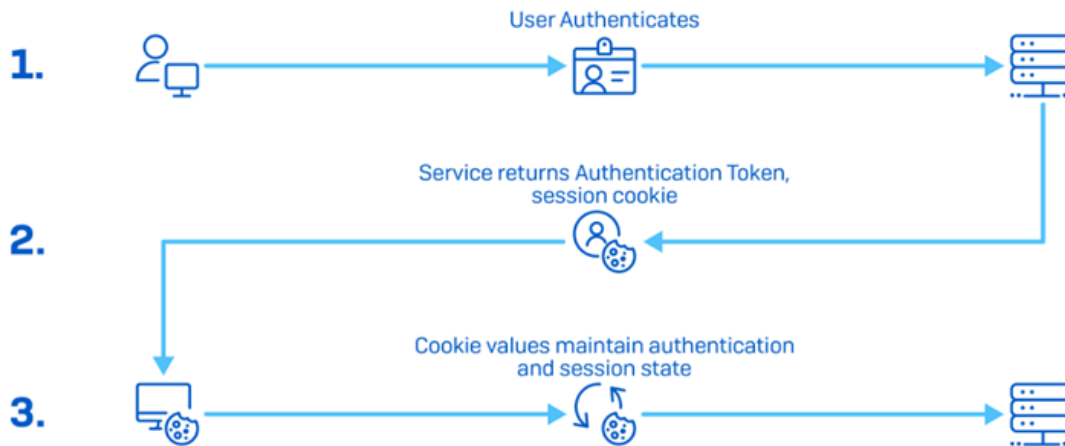 User Authenticates
1.
Service returns Authentication Token,
session cookie
2.
Cookie values maintain authentication
and session state
3.